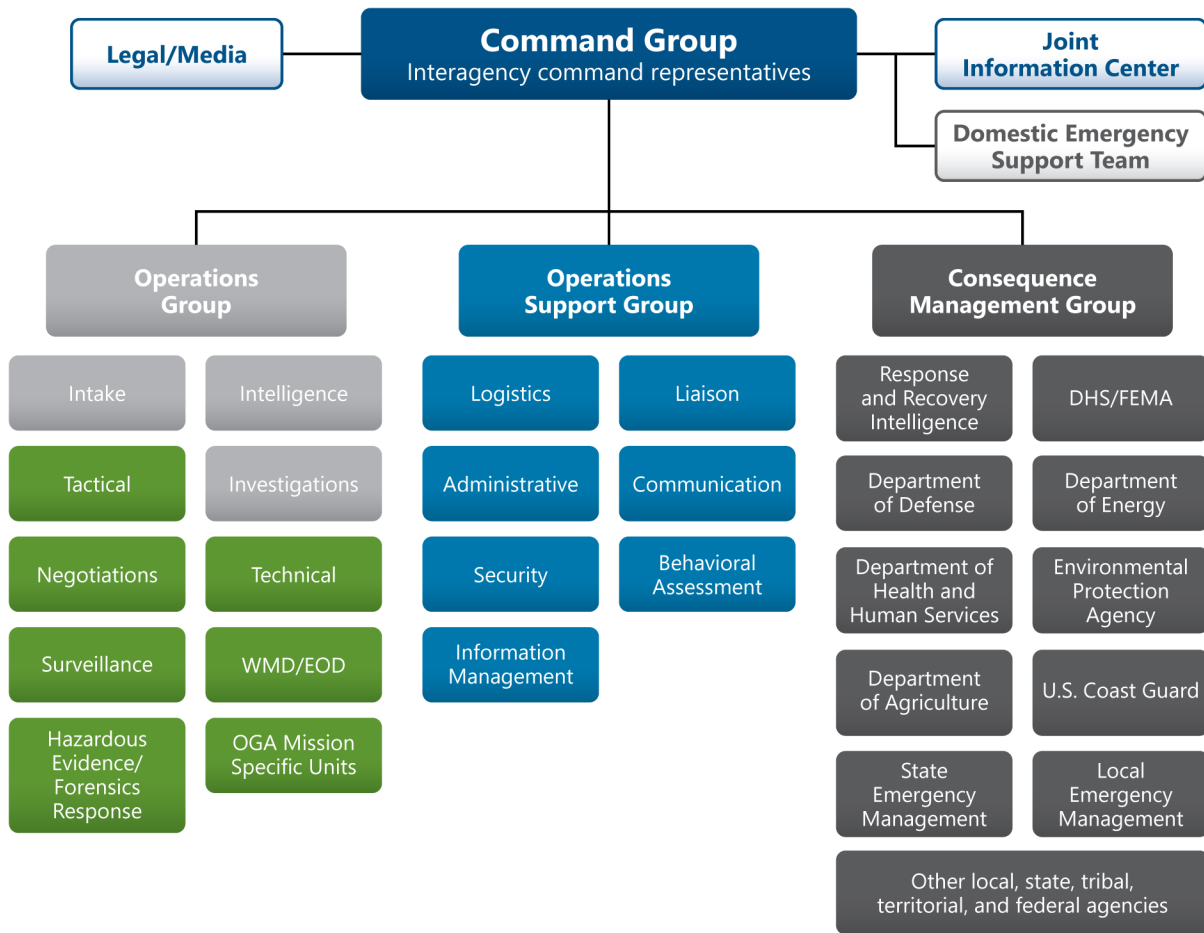 Legal/Media
Command Group
Interagency command representatives
Joint
Information Center
Domestic Emergency
Support Team
Operations
Group
Operations
Support Group
Consequence
Management Group
Intake
Intelligence
Tactical
Investigations
Negotiations
Technical
Surveillance
WMD/EOD
Hazardous
Evidence/
Forensics
Response
OGA Mission
Specific Units
Logistics
Liaison
Administrative
Communication
Security
Behavioral
Assessment
Information
Management
Response
and Recovery
Intelligence
DHS/FEMA
Department
of Defense
Department
of Energy
Department of
Health and
Human Services
Environmental
Protection
Agency
Department
of Agriculture
U.S. Coast Guard
State
Emergency
Management
Local
Emergency
Management
Other local, state, tribal,
territorial, and federal agencies